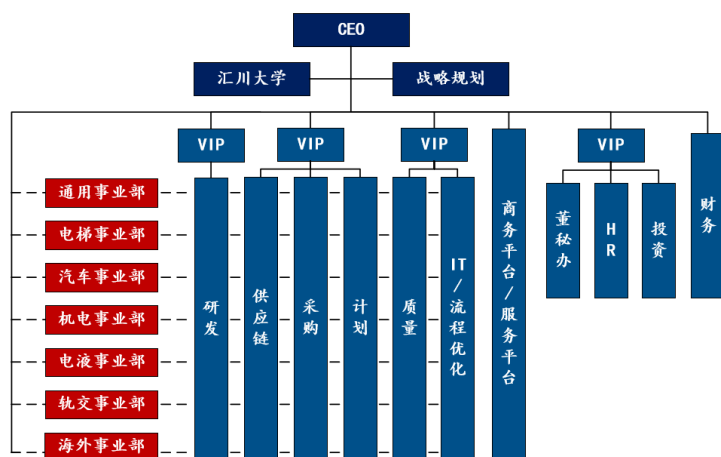 CEO
汇川大学
战略规划
VIP
VIP
VIP
VIP
通用事业部
电梯事业部
汽车事业部
机电事业部
电液事业部
轨交事业部
海外事业部
研发
供应链
采购
计划
质量
IT/流程优化
商务平台/服务平台
董秘办
HR
投资
财务